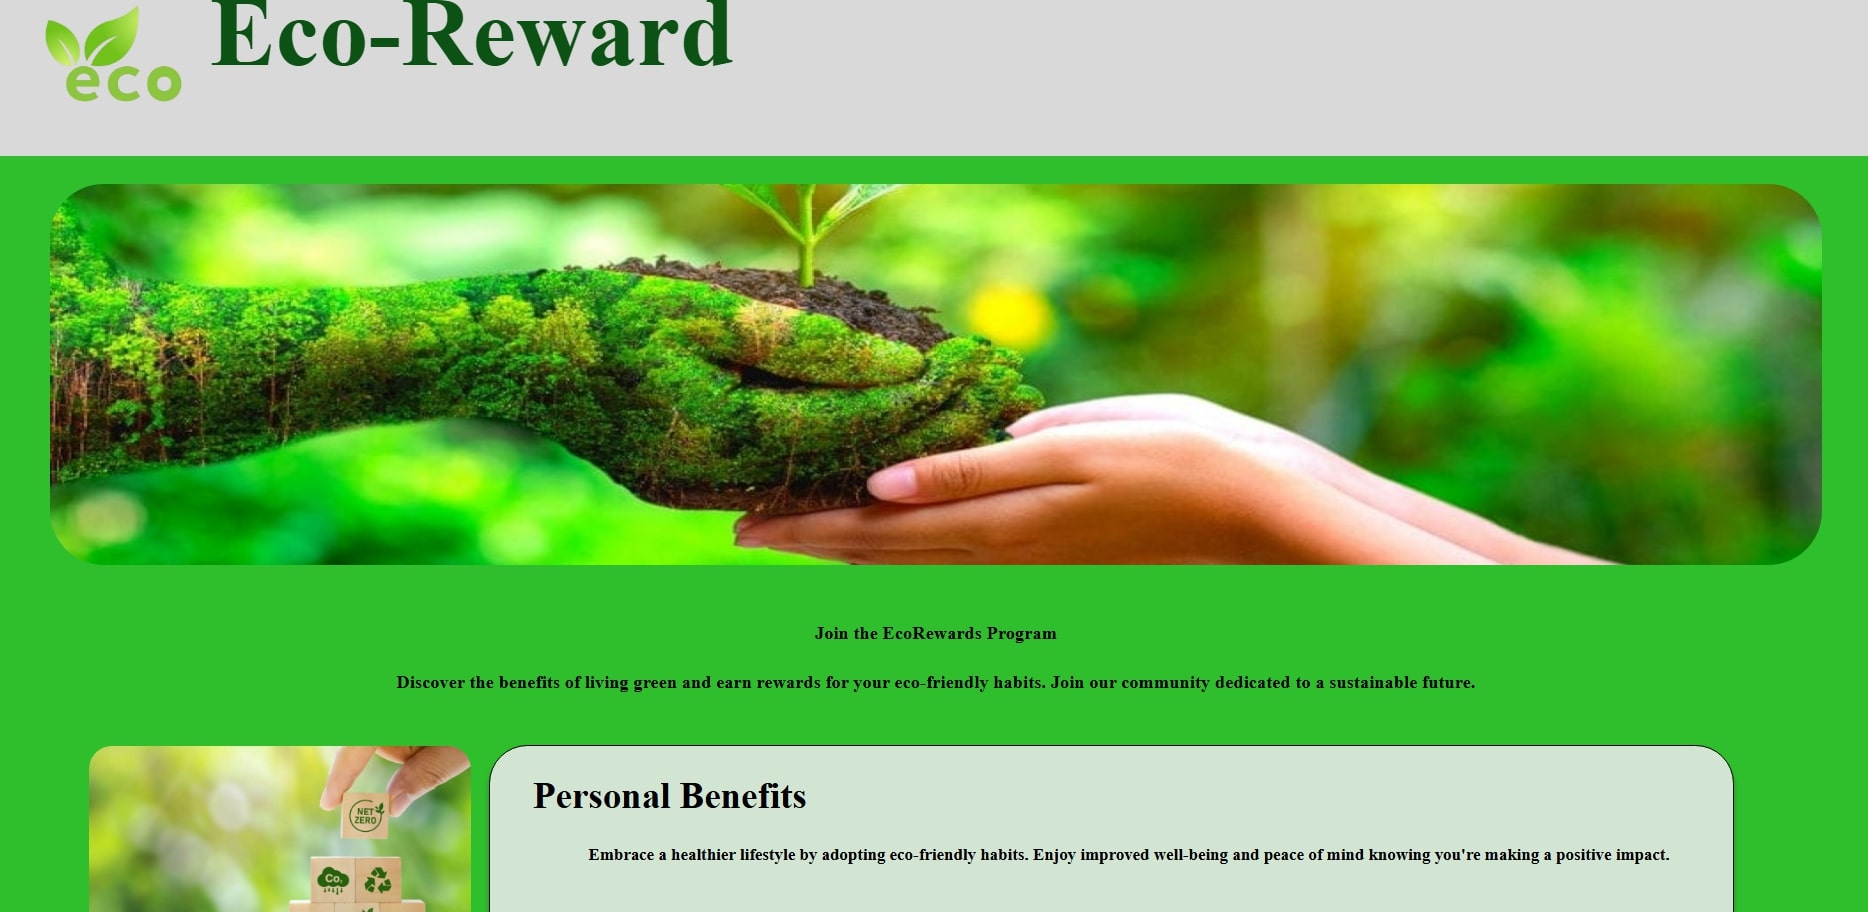 eco
Eco-Reward
Join the EcoRewards Program
Discover the benefits of living green and earn rewards for your eco-friendly habits. Join our community dedicated to a sustainable future.
NET
ZERO
Co₂
Personal Benefits
Embrace a healthier lifestyle by adopting eco-friendly habits. Enjoy improved well-being and peace of mind knowing you're making a positive impact.